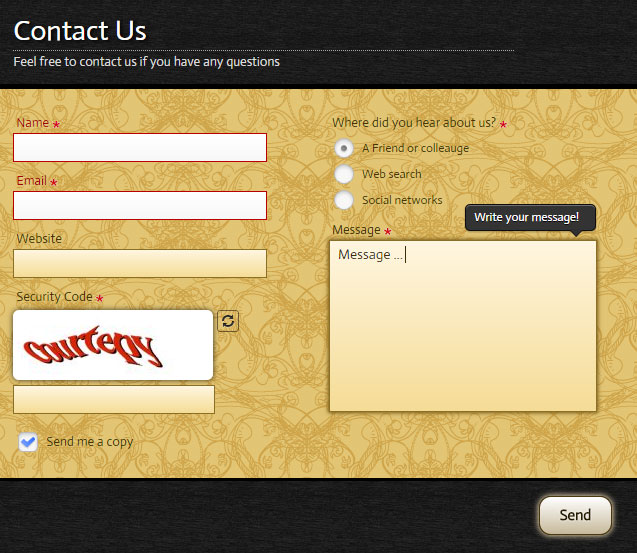 Contact Us
Feel free to contact us if you have any questions
Name *
Email *
Website
Security Code *
courtepy
Send me a copy
Where did you hear about us? *
A Friend or colleauge
Web search
Social networks
Write your message!
Message *
Message ...
Send